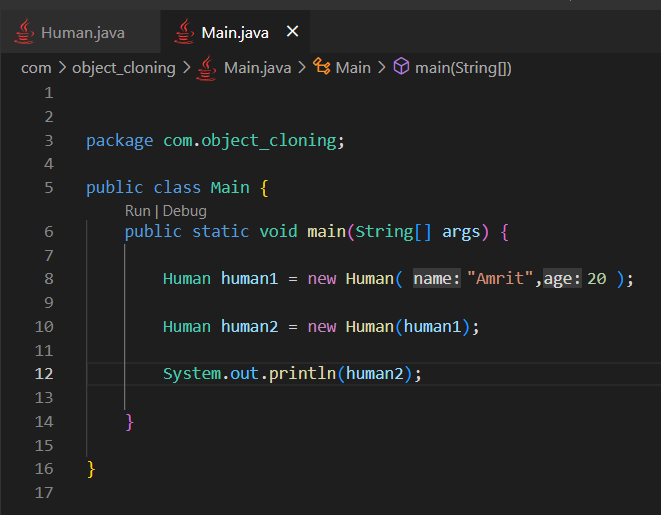 Human.java Main.java ×
com > object_cloning > Main.java > Main > main(String[])
1
2
3 package com.object_cloning;
4
5 public class Main {
Run | Debug
6 public static void main(String[] args) {
7
8 Human human1 = new Human( name: "Amrit", age: 20 );
9
10 Human human2 = new Human(human1);
11
12 System.out.println(human2);
13
14 }
15
16 }
17